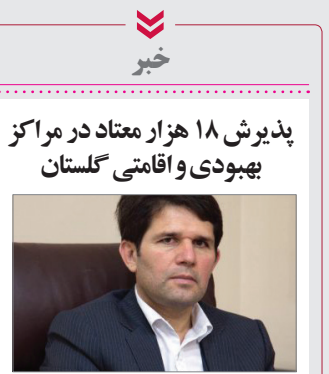 خبر
پذیرش ۱۸ هزار معتاد در مراکز
بهبودی و اقامتی گلستان